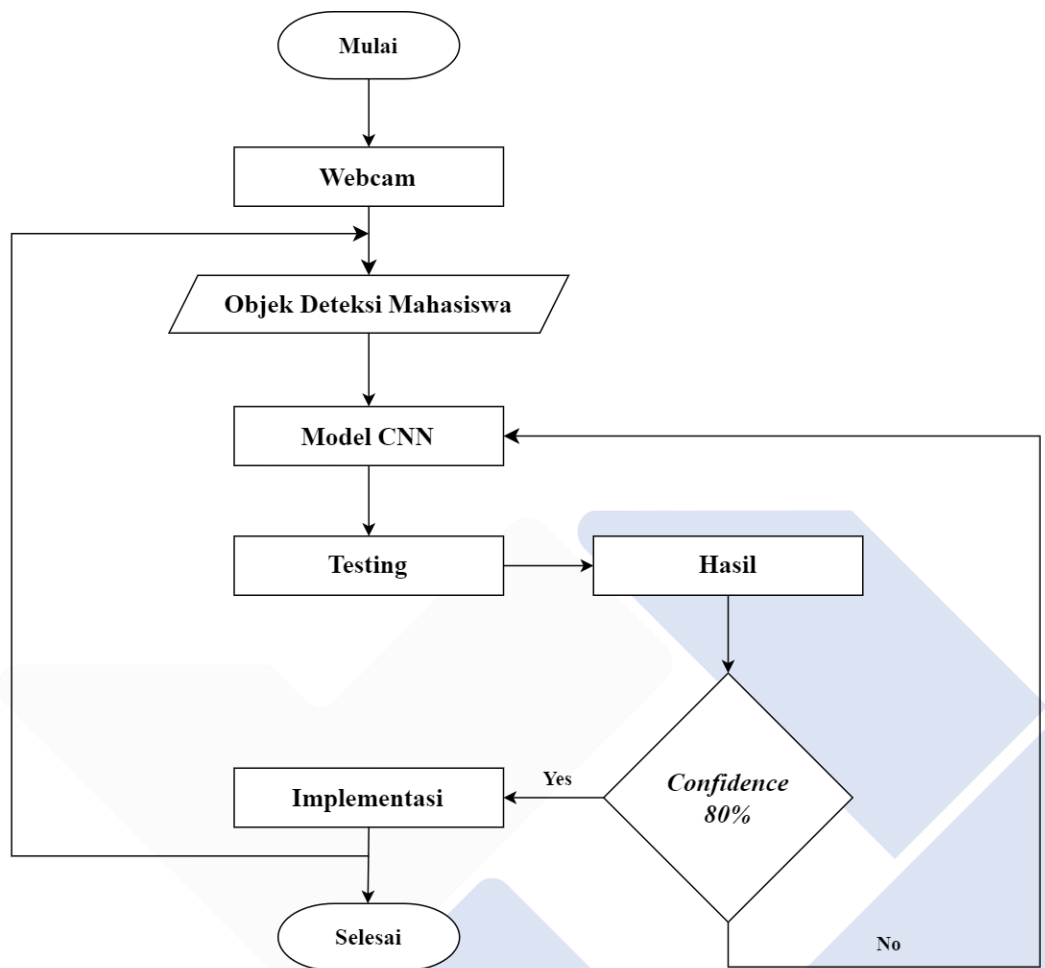 Mulai
Webcam
Objek Deteksi Mahasiswa
Model CNN
Testing
Hasil
Confidence
80%
Yes
Implementasi
Selesai
No